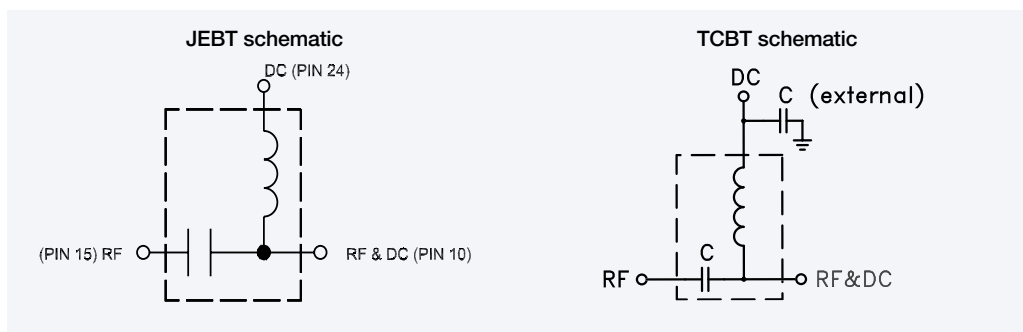 JEBT schematic
DC (PIN 24)
(PIN 15) RF
RF & DC (PIN 10)
TCBT schematic
DC
C (external)
C
RF
RF&DC